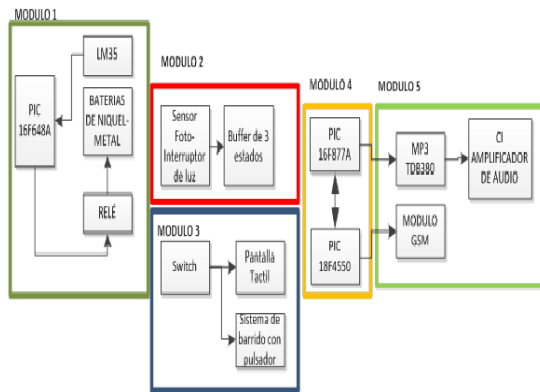 MODULO 1
LM35
PIC
16F648A
BATERIAS
DE NIQUEL-
METAL
RELÉ
MODULO 2
Sensor
Foto-
Interruptor
de luz
Buffer de 3
estados
MODULO 3
Switch
Pantalla
Tactil
Sistema de
barrido con
pulsador
MODULO 4
PIC
16F877A
PIC
18F4550
MODULO 5
MP3
TDB380
CI
AMPLIFICADOR
DE AUDIO
MODULO
GSM